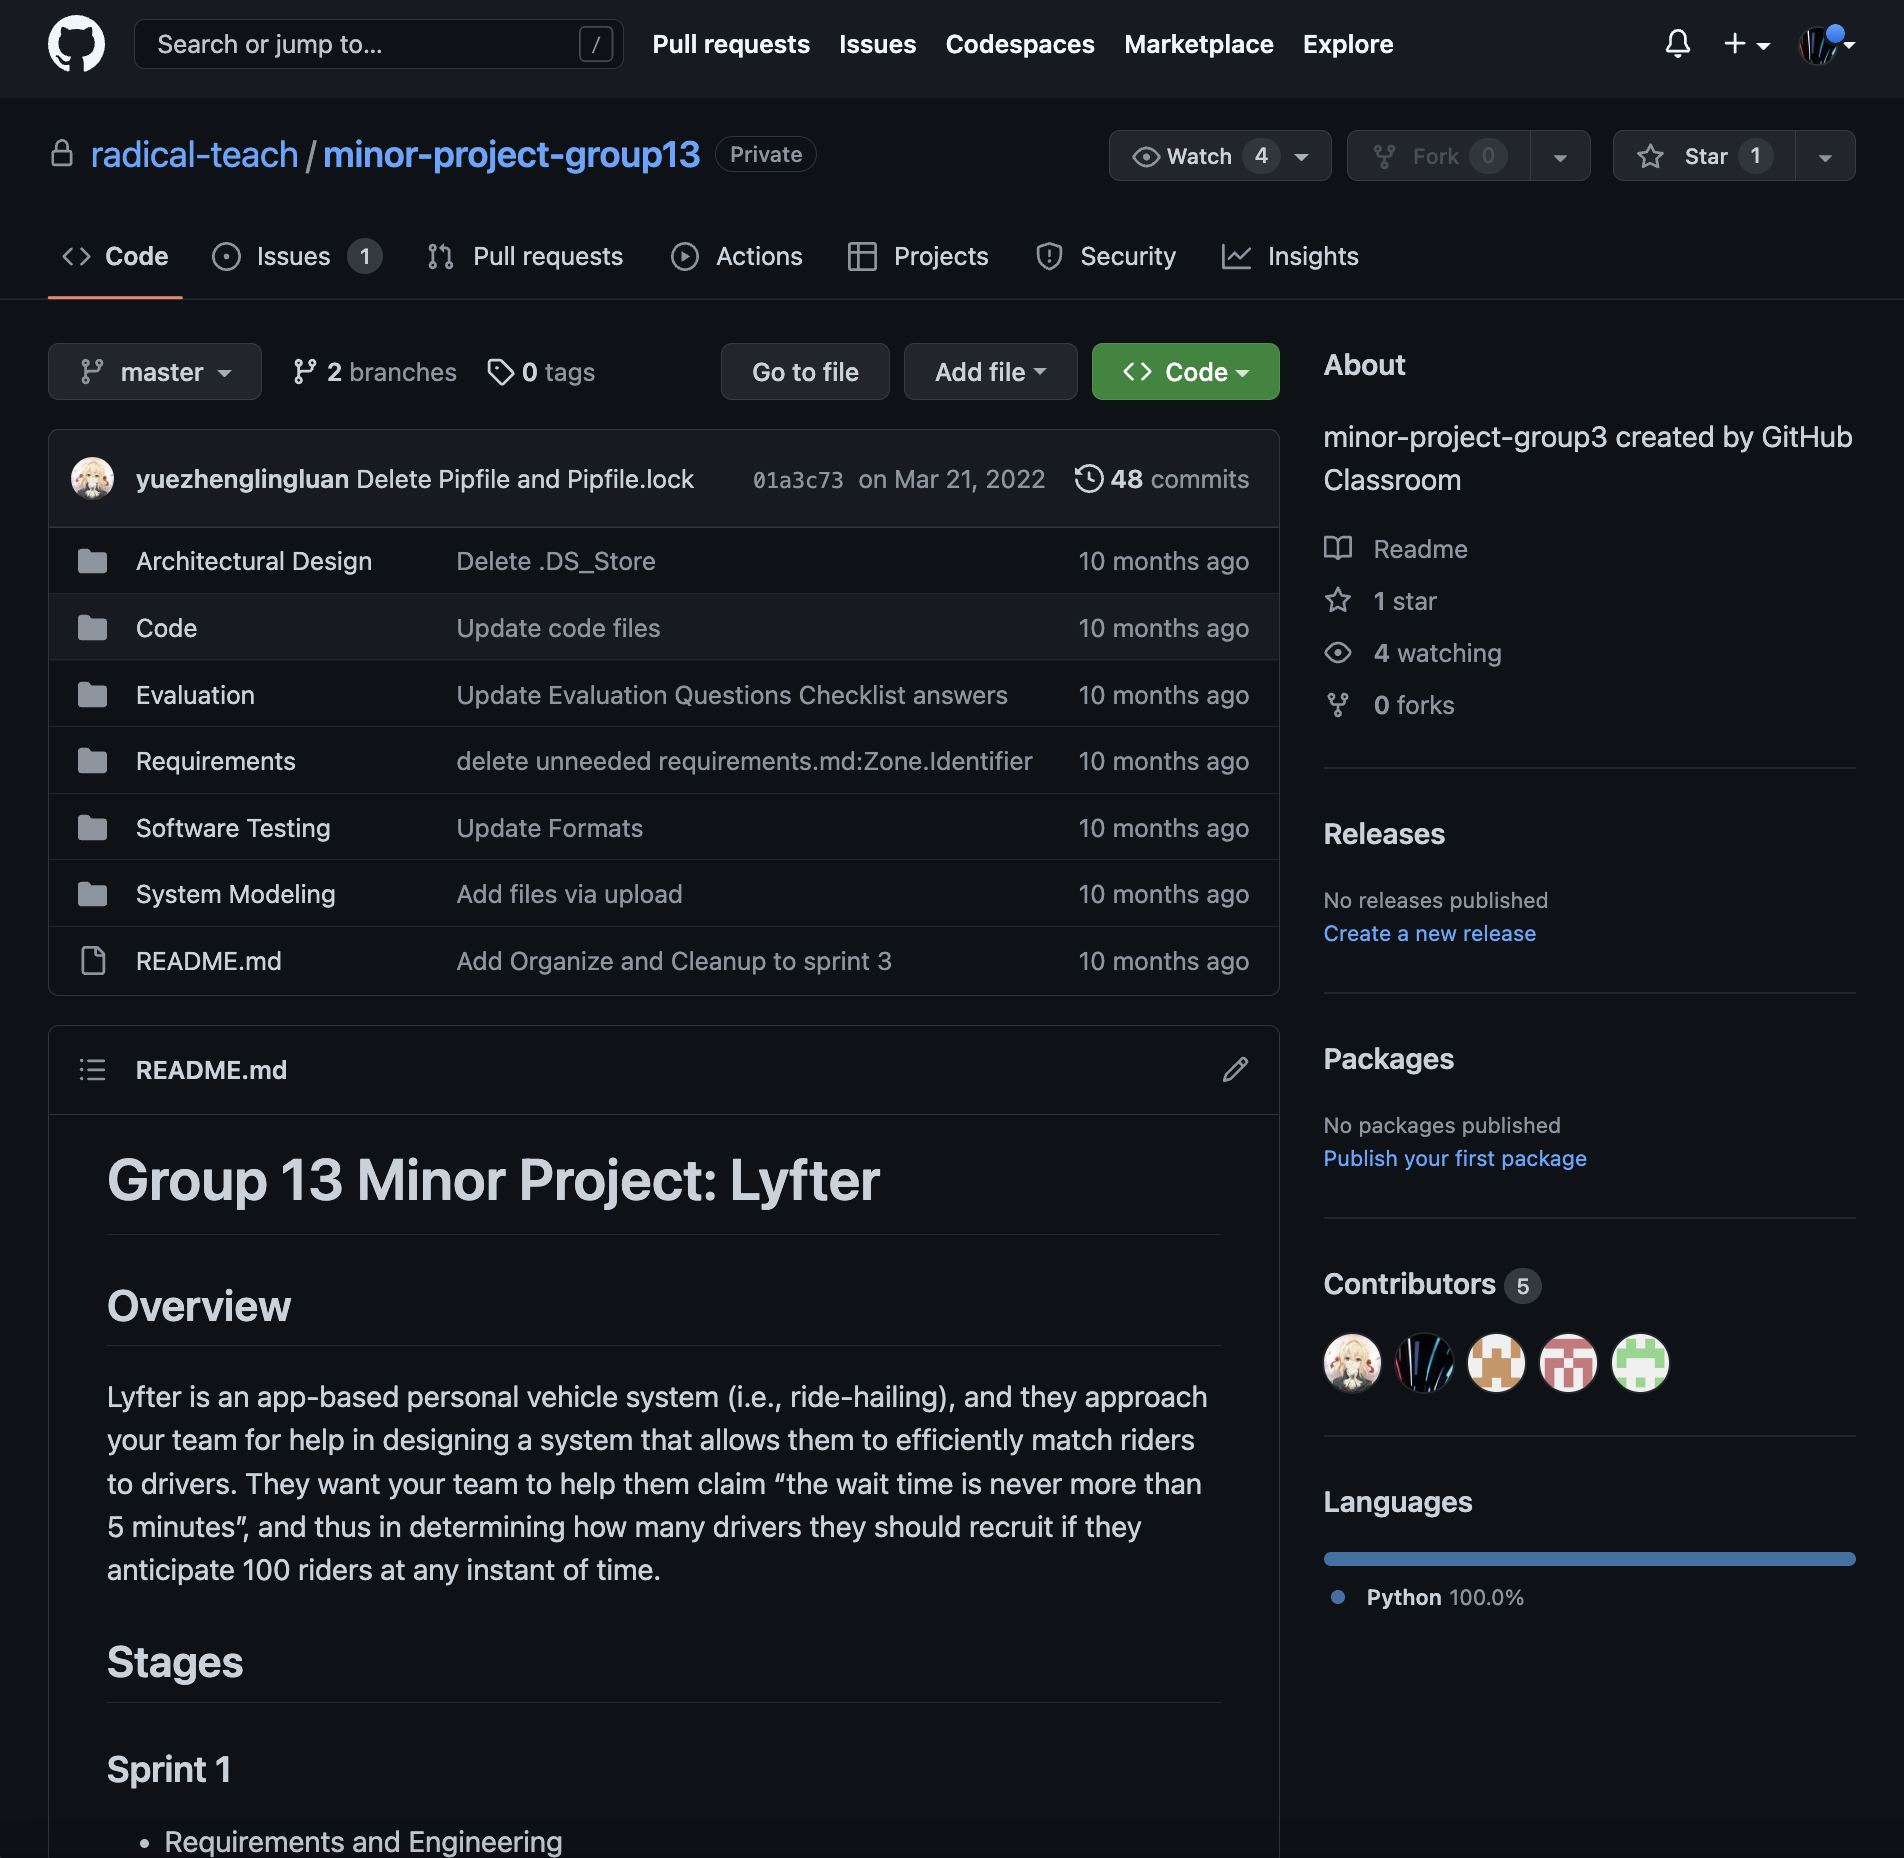 Search or jump to... / Pull requests Issues Codespaces Marketplace Explore
radical-teach / minor-project-group13 Private Watch 4 Fork 0 Star 1
Code Issues 1 Pull requests Actions Projects Security Insights
master 2 branches 0 tags Go to file Add file Code
yuezhenglingluan Delete Pipfile and Pipfile.lock 01a3c73 on Mar 21, 2022 48 commits
Architectural Design Delete .DS_Store 10 months ago
Code Update code files 10 months ago
Evaluation Update Evaluation Questions Checklist answers 10 months ago
Requirements delete unneeded requirements.md:Zone.Identifier 10 months ago
Software Testing Update Formats 10 months ago
System Modeling Add files via upload 10 months ago
README.md Add Organize and Cleanup to sprint 3 10 months ago
README.md
Group 13 Minor Project: Lyfter
Overview
Lyfter is an app-based personal vehicle system (i.e., ride-hailing), and they approach
your team for help in designing a system that allows them to efficiently match riders
to drivers. They want your team to help them claim “the wait time is never more than
5 minutes”, and thus in determining how many drivers they should recruit if they
anticipate 100 riders at any instant of time.
Stages
Sprint 1
• Requirements and Engineering
About
minor-project-group3 created by GitHub
Classroom
Readme
1 star
4 watching
0 forks
Releases
No releases published
Create a new release
Packages
No packages published
Publish your first package
Contributors 5
Languages
Python 100.0%